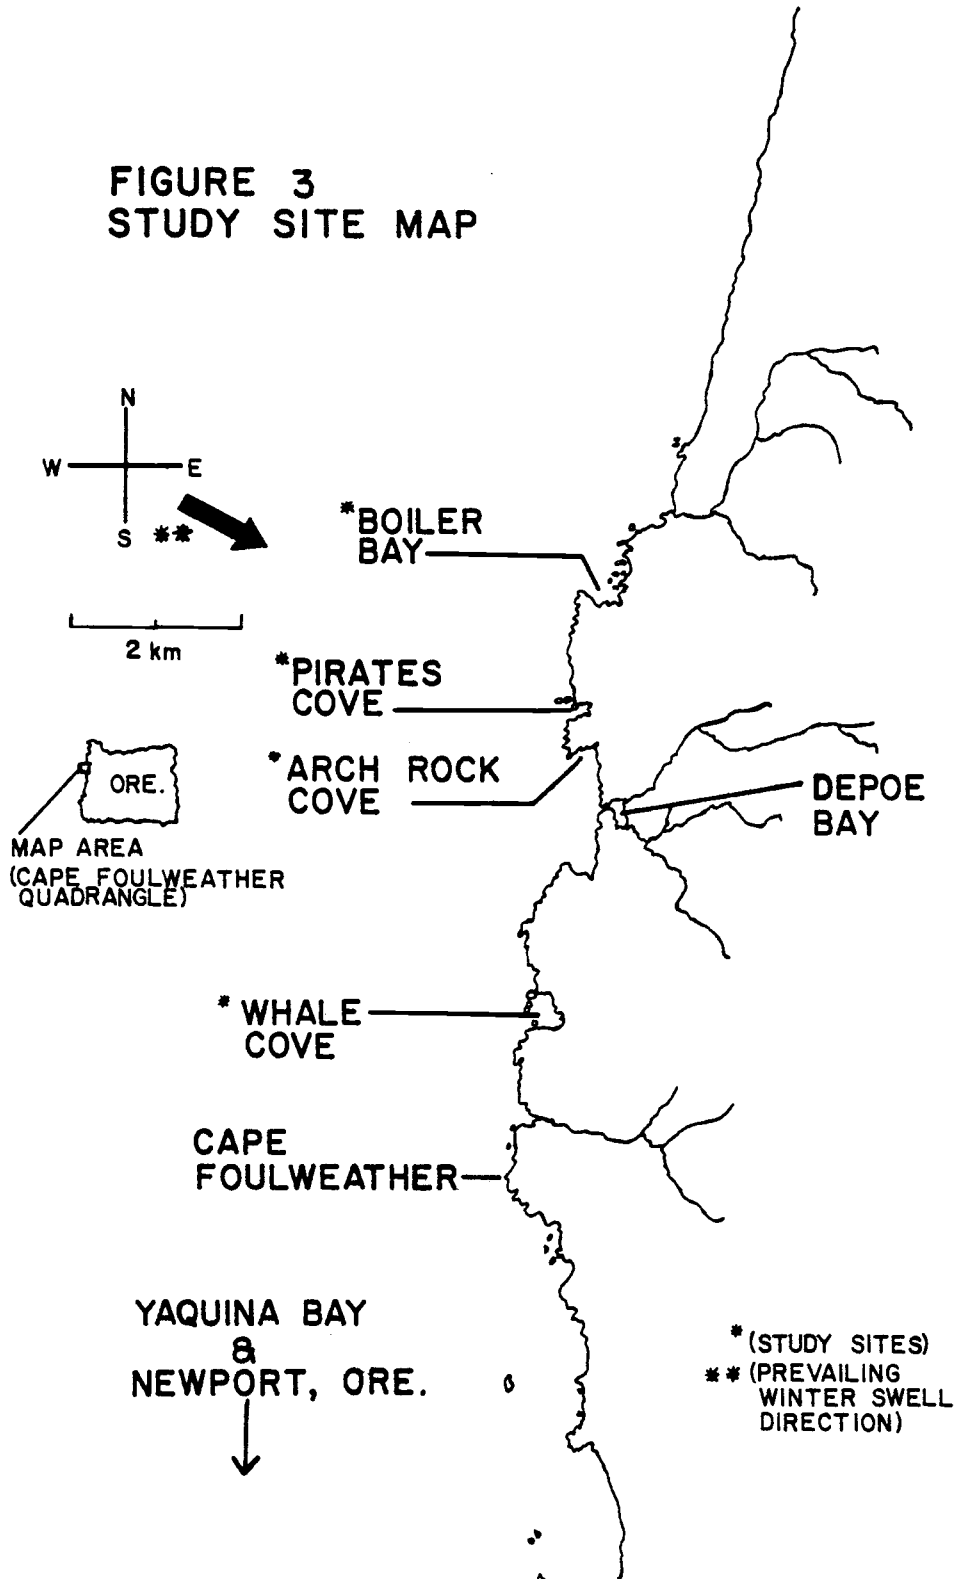 FIGURE 3
STUDY SITE MAP
N
W E
S **
2 km
*BOILER
BAY
*PIRATES
COVE
*ARCH ROCK
COVE
DEPOE
BAY
ORE.
MAP AREA
(CAPE FOULWEATHER
QUADRANGLE)
*WHALE
COVE
CAPE
FOULWEATHER
YAQUINA BAY
&
NEWPORT, ORE.
*(STUDY SITES)
**(PREVAILING
WINTER SWELL
DIRECTION)